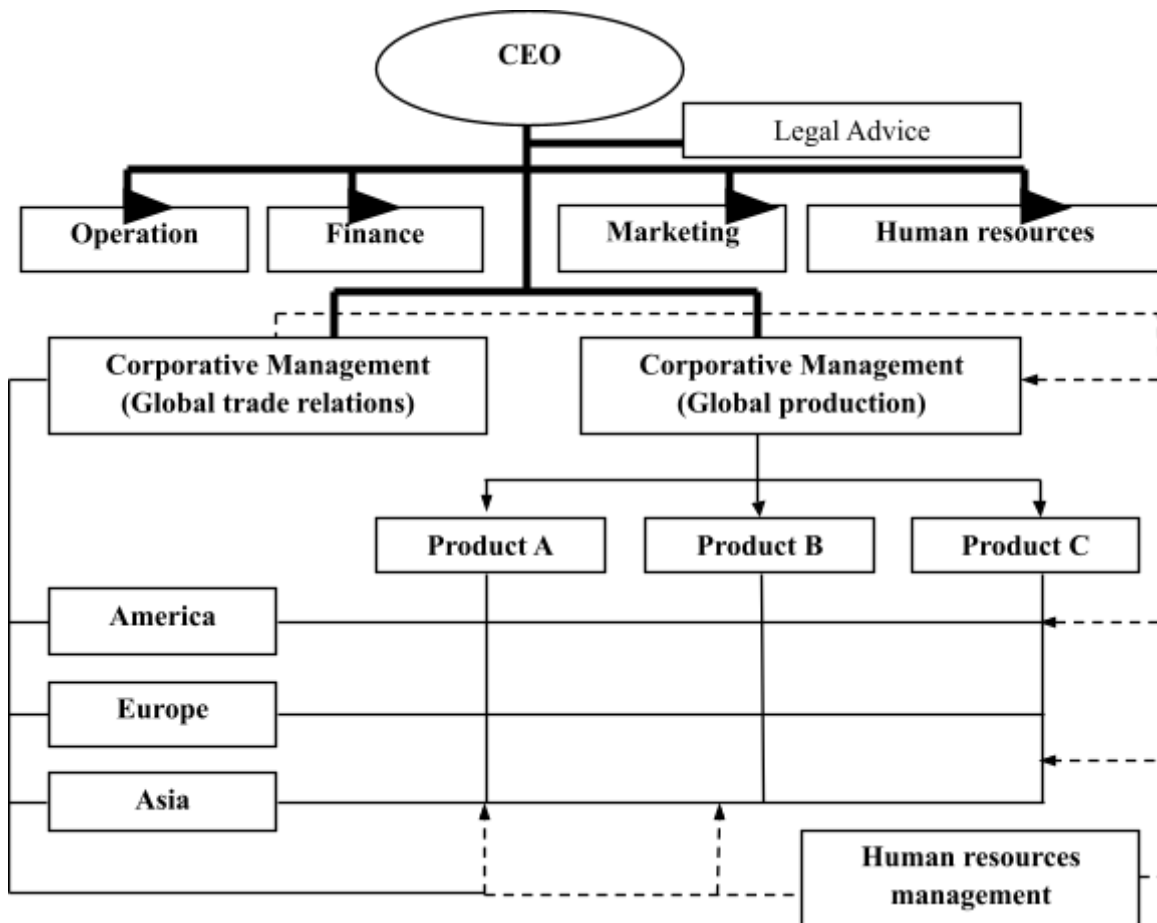 CEO
Legal Advice
Operation
Finance
Marketing
Human resources
Corporative Management
(Global trade relations)
Corporative Management
(Global production)
Product A
Product B
Product C
America
Europe
Asia
Human resources
management